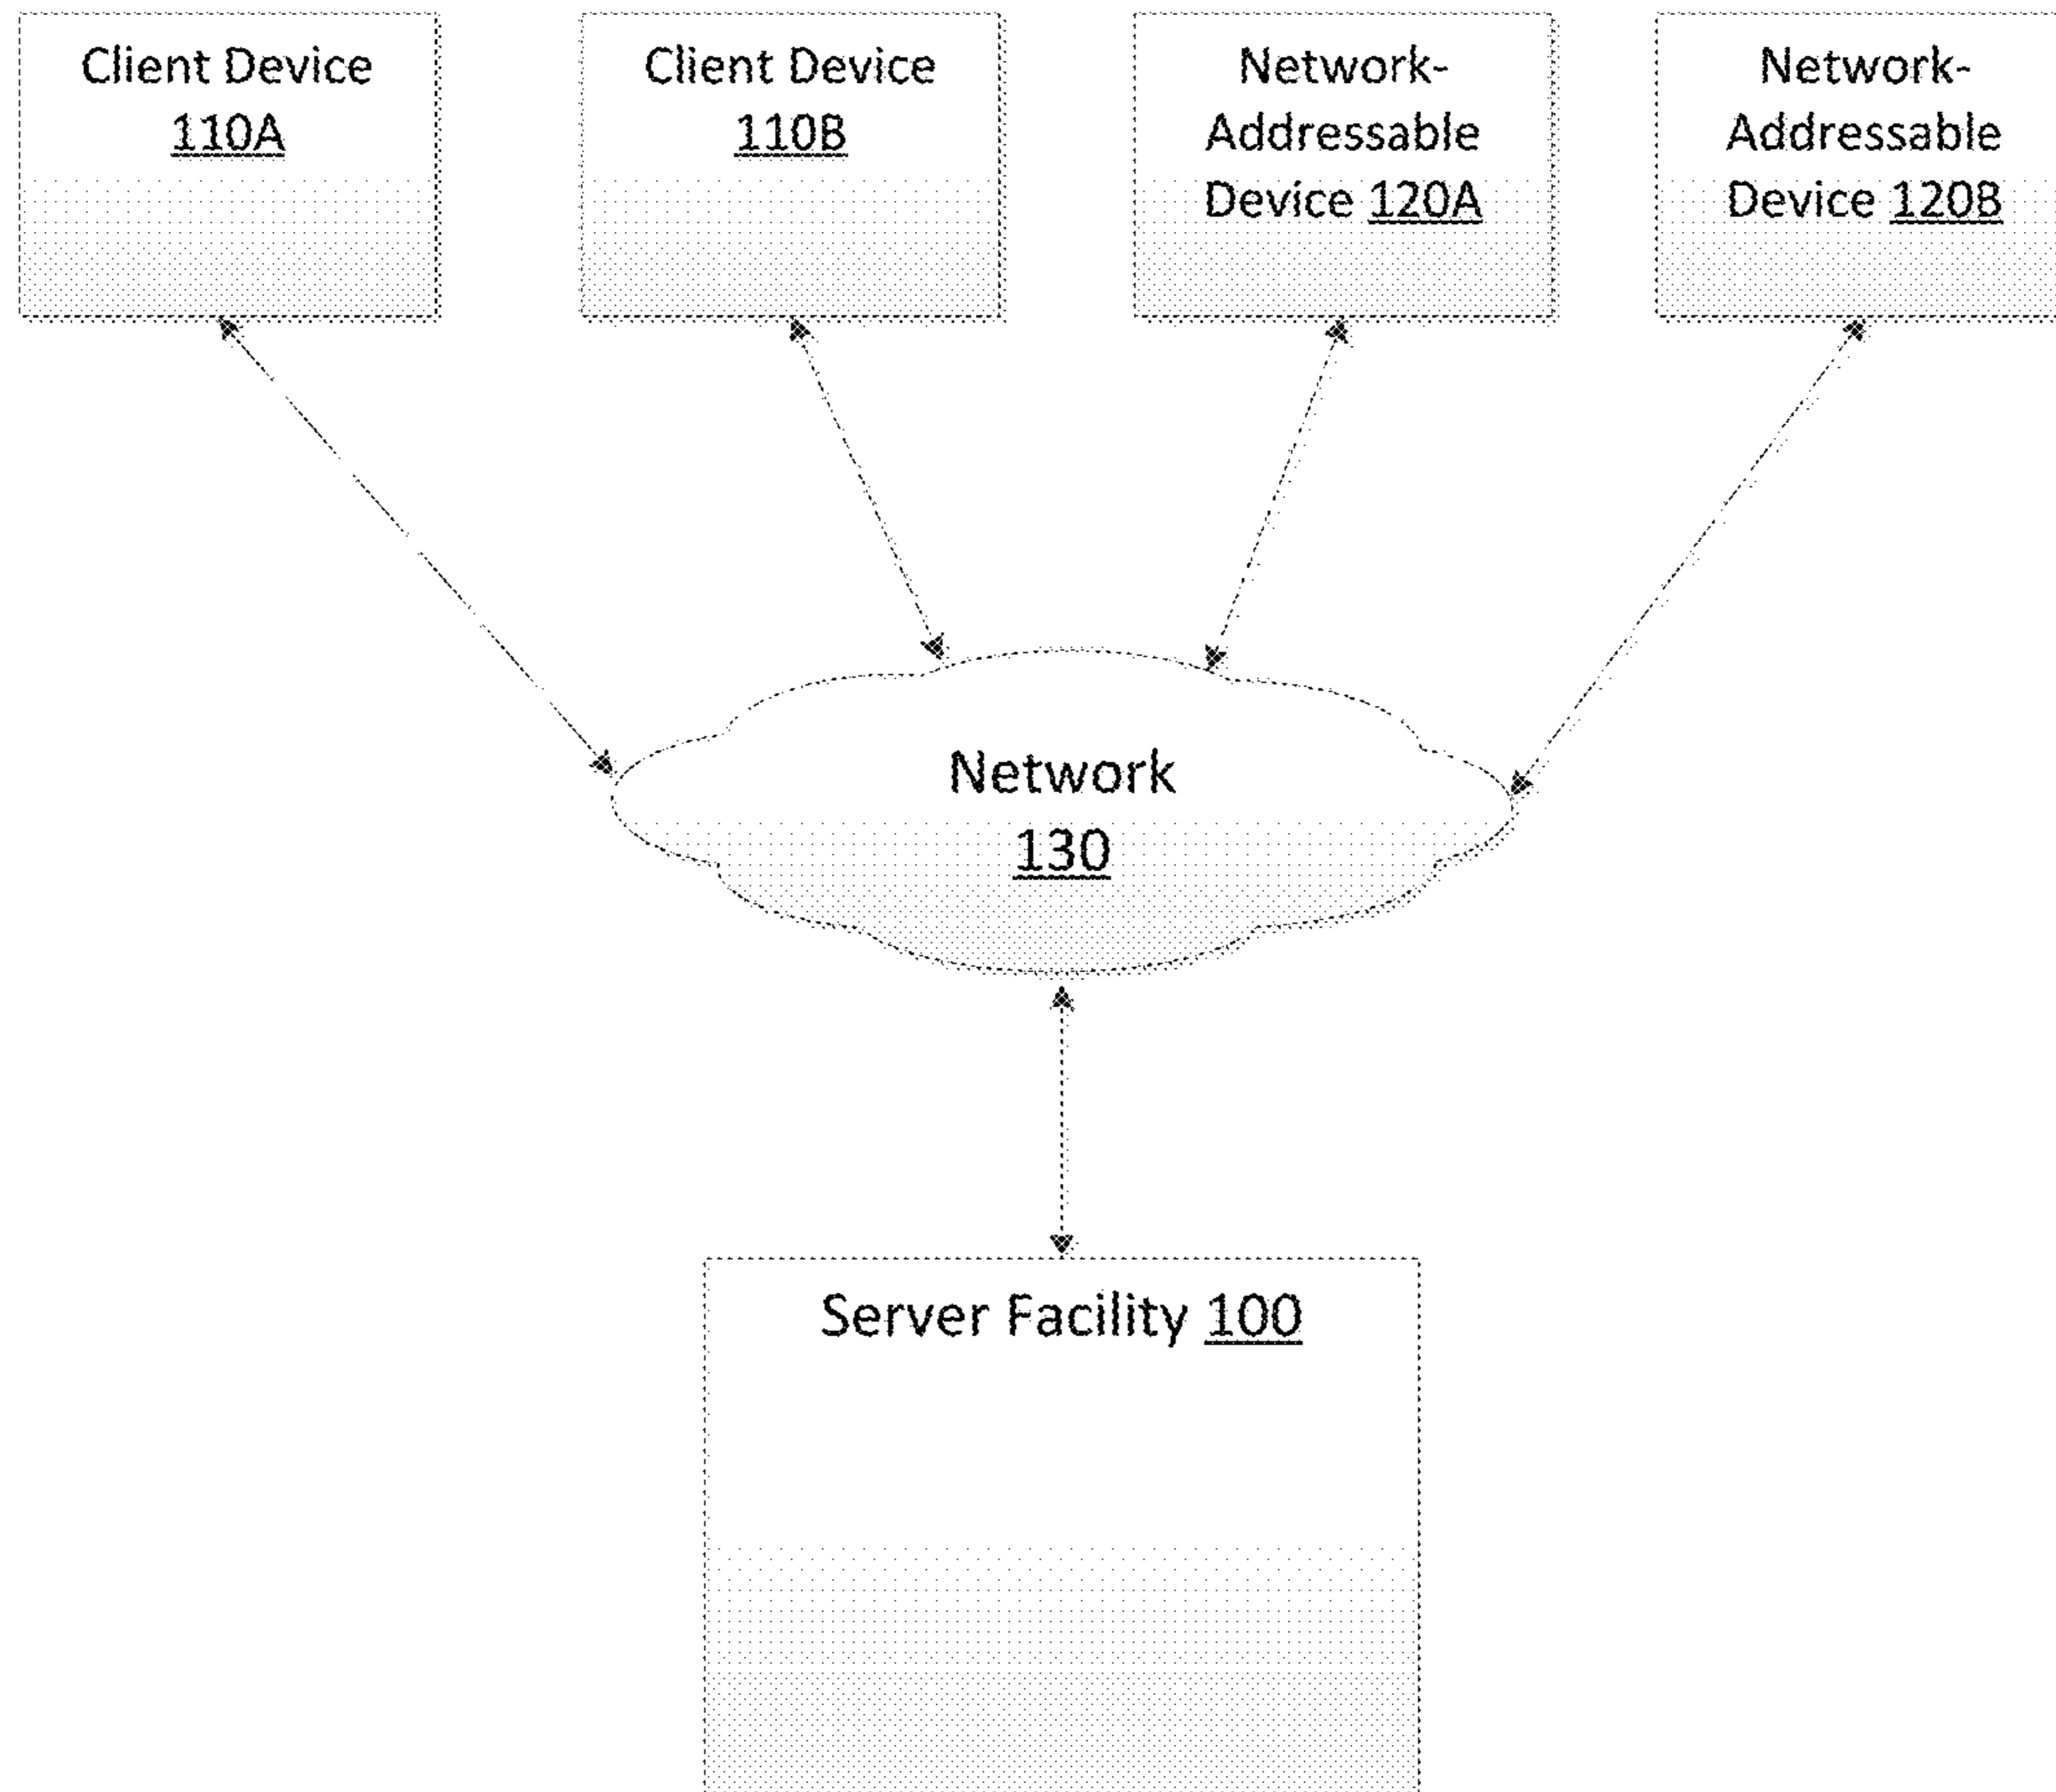 Client Device
110A
Client Device
110B
Network-
Addressable
Device 120A
Network-
Addressable
Device 120B
Network
130
Server Facility 100